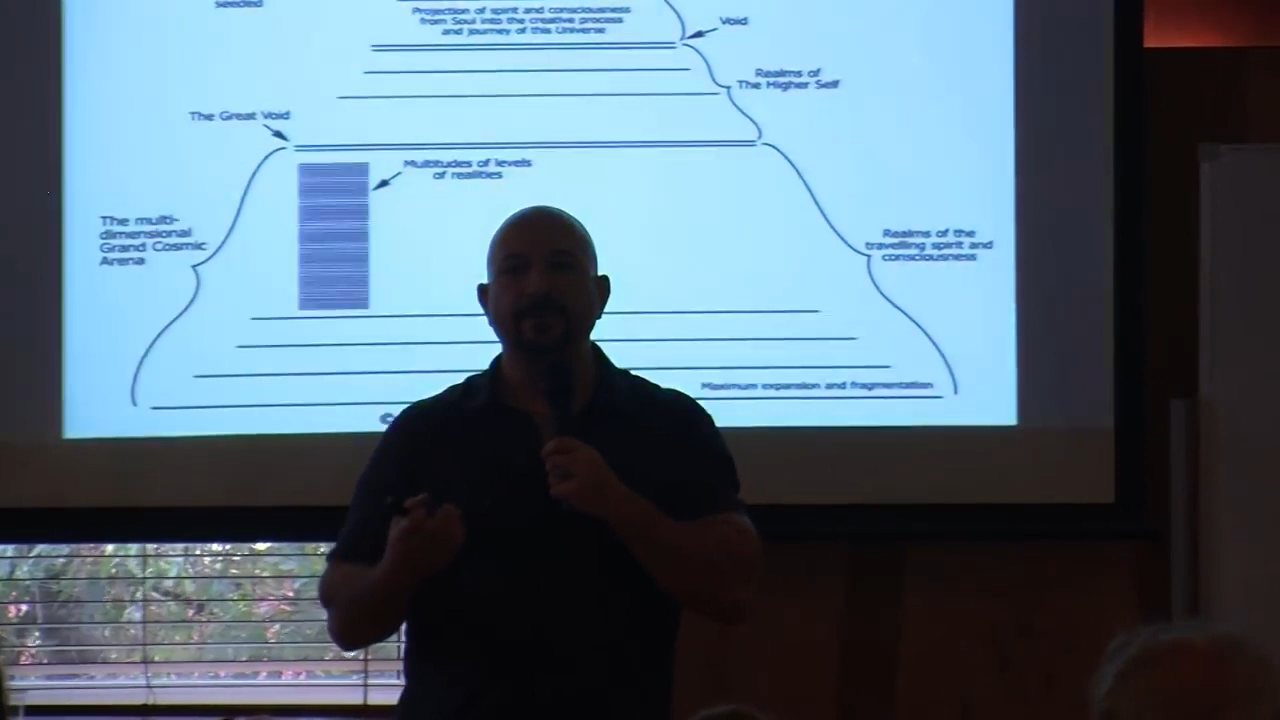 seeded
Projection of spirit and consciousness
from Soul into the creative process
and journey of this Universe
Void
Realms of
The Higher Self
The Great Void
Multitudes of levels
of realities
The multi-
dimensional
Grand Cosmic
Arena
Realms of the
travelling spirit and
consciousness
Maximum expansion and fragmentation
©